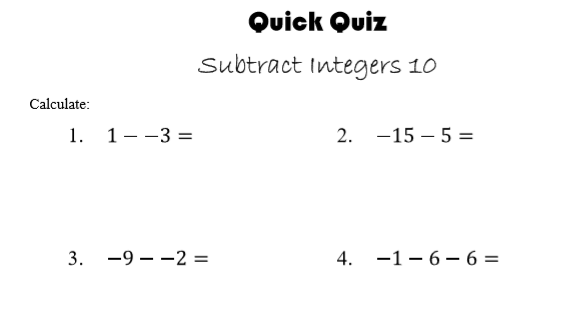 Quick Quiz
Subtract Integers 10
Calculate:
1. 1 − −3 =
2. −15 − 5 =
3. −9 − −2 =
4. −1 − 6 − 6 =